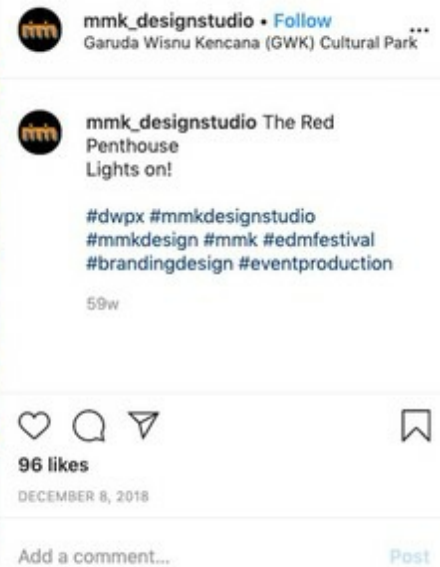 mmk_designstudio • Follow
Garuda Wisnu Kencana (GWK) Cultural Park
mmk_designstudio The Red
Penthouse
Lights on!
#dwpx #mmkdesignstudio
#mmkdesign #mmk #edmfestival
#brandingdesign #eventproduction
59w
96 likes
DECEMBER 8, 2018
Add a comment... Post